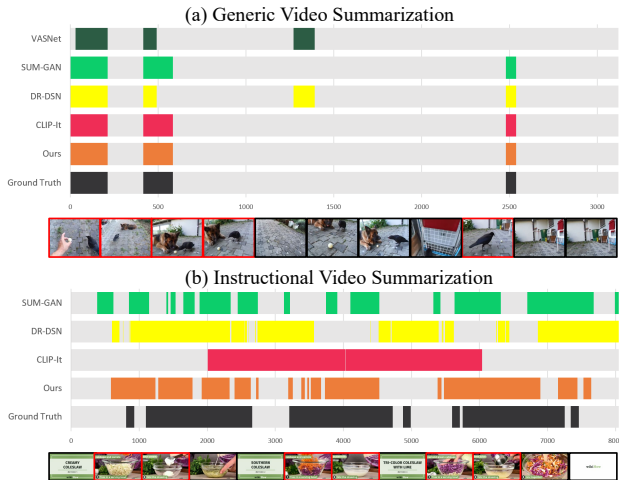 (a) Generic Video Summarization
VASNet
SUM-GAN
DR-DSN
CLIP-It
Ours
Ground Truth
0 500 1000 1500 2000 2500 3000
(b) Instructional Video Summarization
SUM-GAN
DR-DSN
CLIP-It
Ours
Ground Truth
0 1000 2000 3000 4000 5000 6000 7000 8000
CREAMY COLESLAW
SOUTHERN COLESLAW
TRI-COLOR COLESLAW WITH LIME